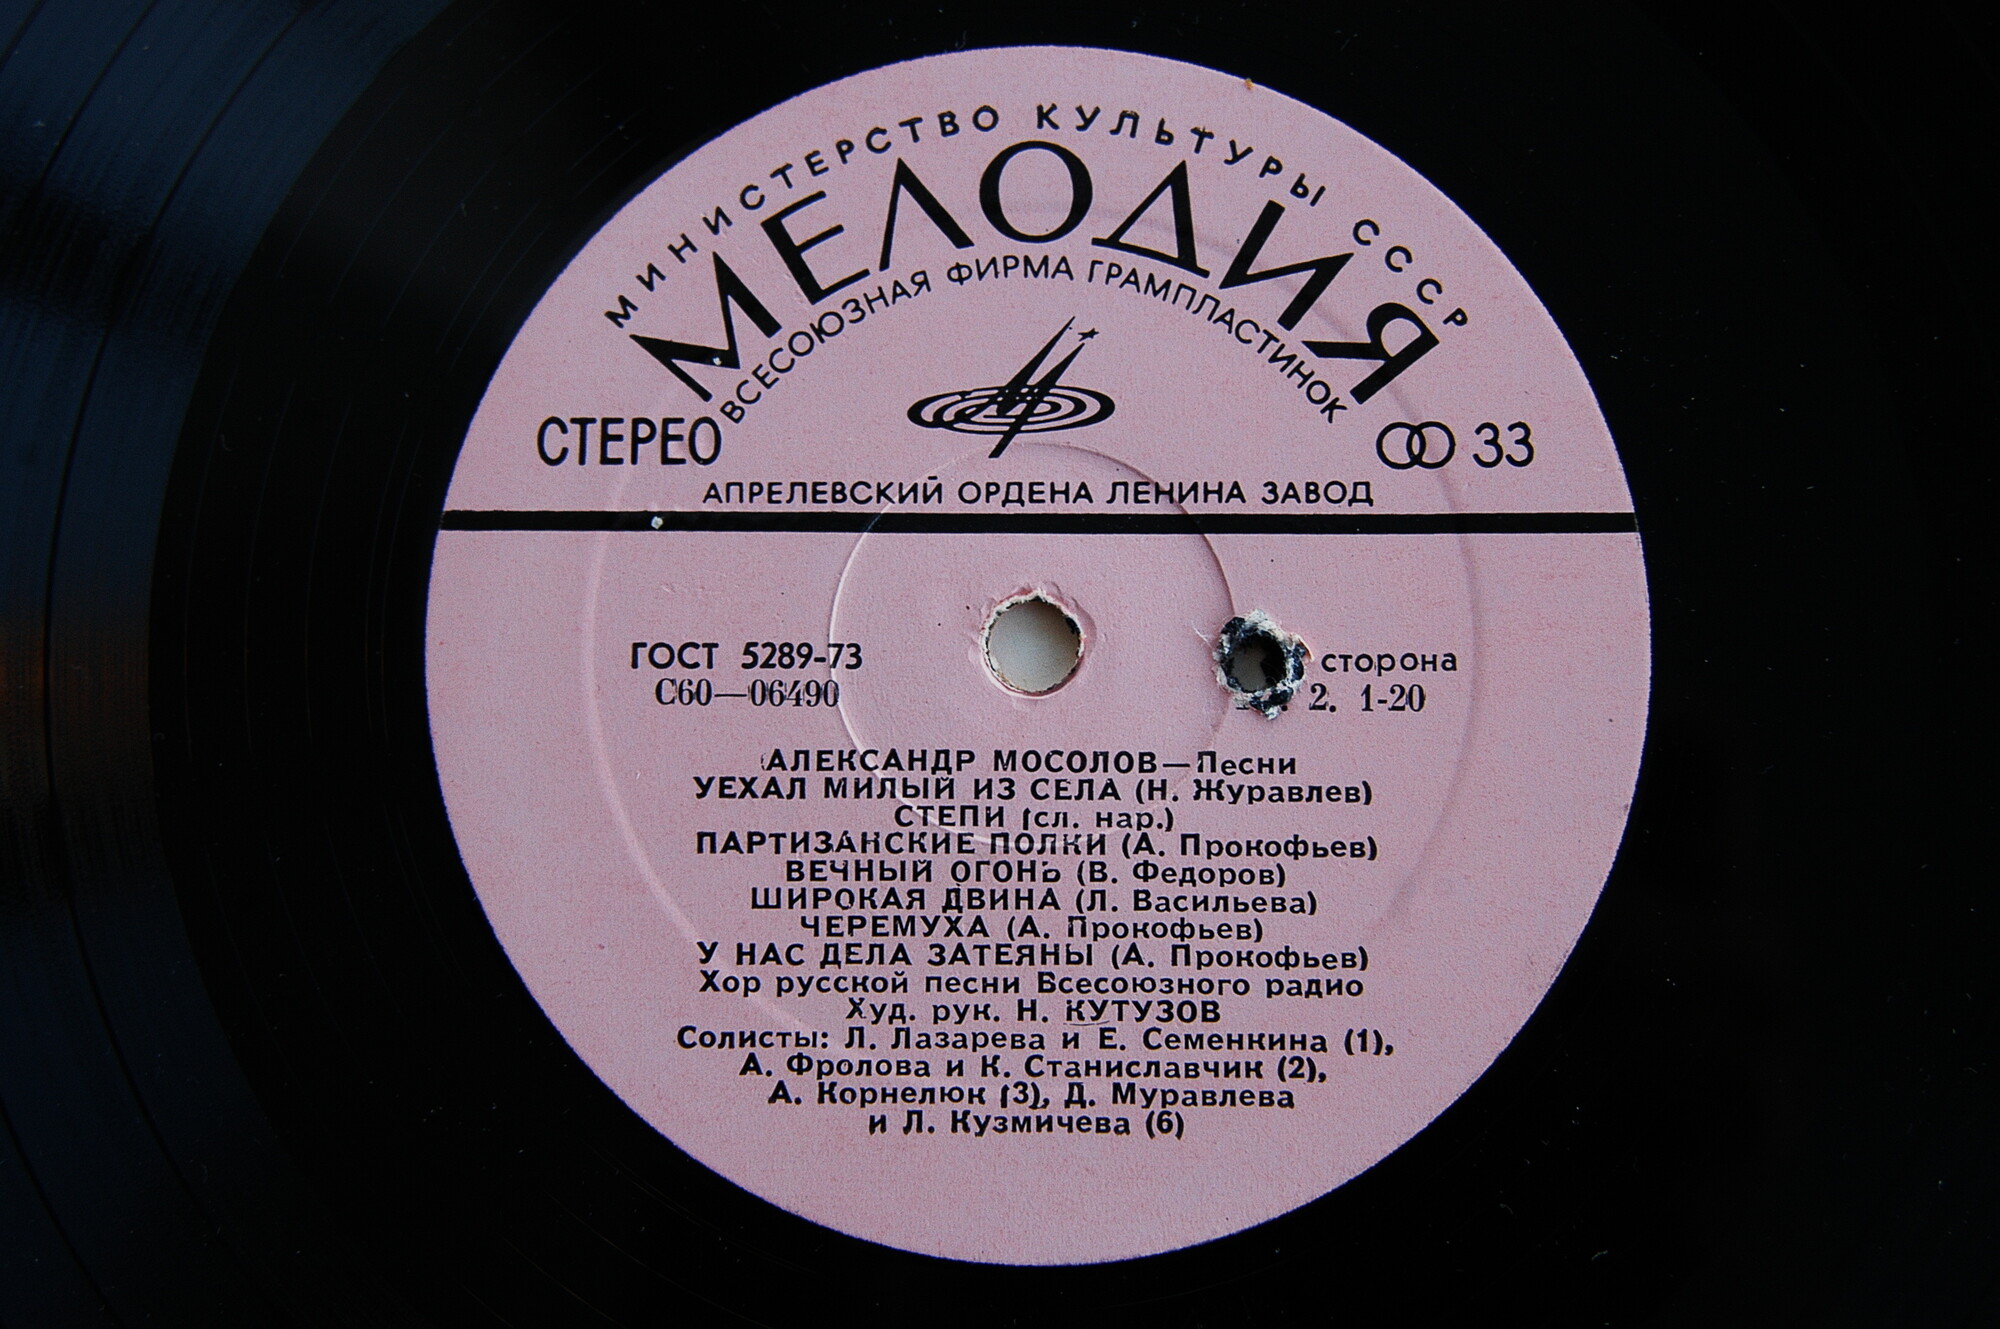 МИНИСТЕРСТВО КУЛЬТУРЫ СССР
МЕЛОДИЯ
ВСЕСОЮЗНАЯ ФИРМА ГРАМПЛАСТИНОК
СТЕРЕО 33
АПРЕЛЕВСКИЙ ОРДЕНА ЛЕНИНА ЗАВОД
ГОСТ 5289-73 сторона
С60—06490 2. 1-20
АЛЕКСАНДР МОСОЛОВ—Песни
УЕХАЛ МИЛЫЙ ИЗ СЕЛА (Н. Журавлев)
СТЕПИ (сл. нар.)
ПАРТИЗАНСКИЕ ПОЛКИ (А. Прокофьев)
ВЕЧНЫЙ ОГОНЬ (В. Федоров)
ШИРОКАЯ ДВИНА (Л. Васильева)
ЧЕРЕМУХА (А. Прокофьев)
У НАС ДЕЛА ЗАТЕЯНЫ (А. Прокофьев)
Хор русской песни Всесоюзного радио
Худ. рук. Н. КУТУЗОВ
Солисты: Л. Лазарева и Е. Семенкина (1),
А. Фролова и К. Станиславчик (2),
А. Корнелюк (3), Д. Муравлева
и Л. Кузмичева (6)